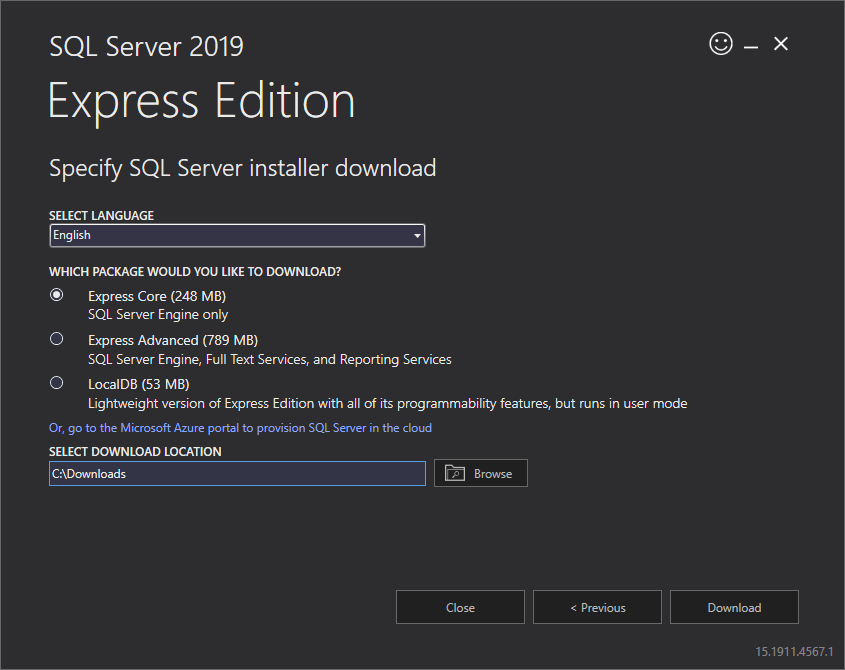 SQL Server 2019
Express Edition
Specify SQL Server installer download
SELECT LANGUAGE
English
WHICH PACKAGE WOULD YOU LIKE TO DOWNLOAD?
Express Core (248 MB)
SQL Server Engine only
Express Advanced (789 MB)
SQL Server Engine, Full Text Services, and Reporting Services
LocalDB (53 MB)
Lightweight version of Express Edition with all of its programmability features, but runs in user mode
Or, go to the Microsoft Azure portal to provision SQL Server in the cloud
SELECT DOWNLOAD LOCATION
C:\Downloads
Browse
Close
< Previous
Download
15.1911.4567.1